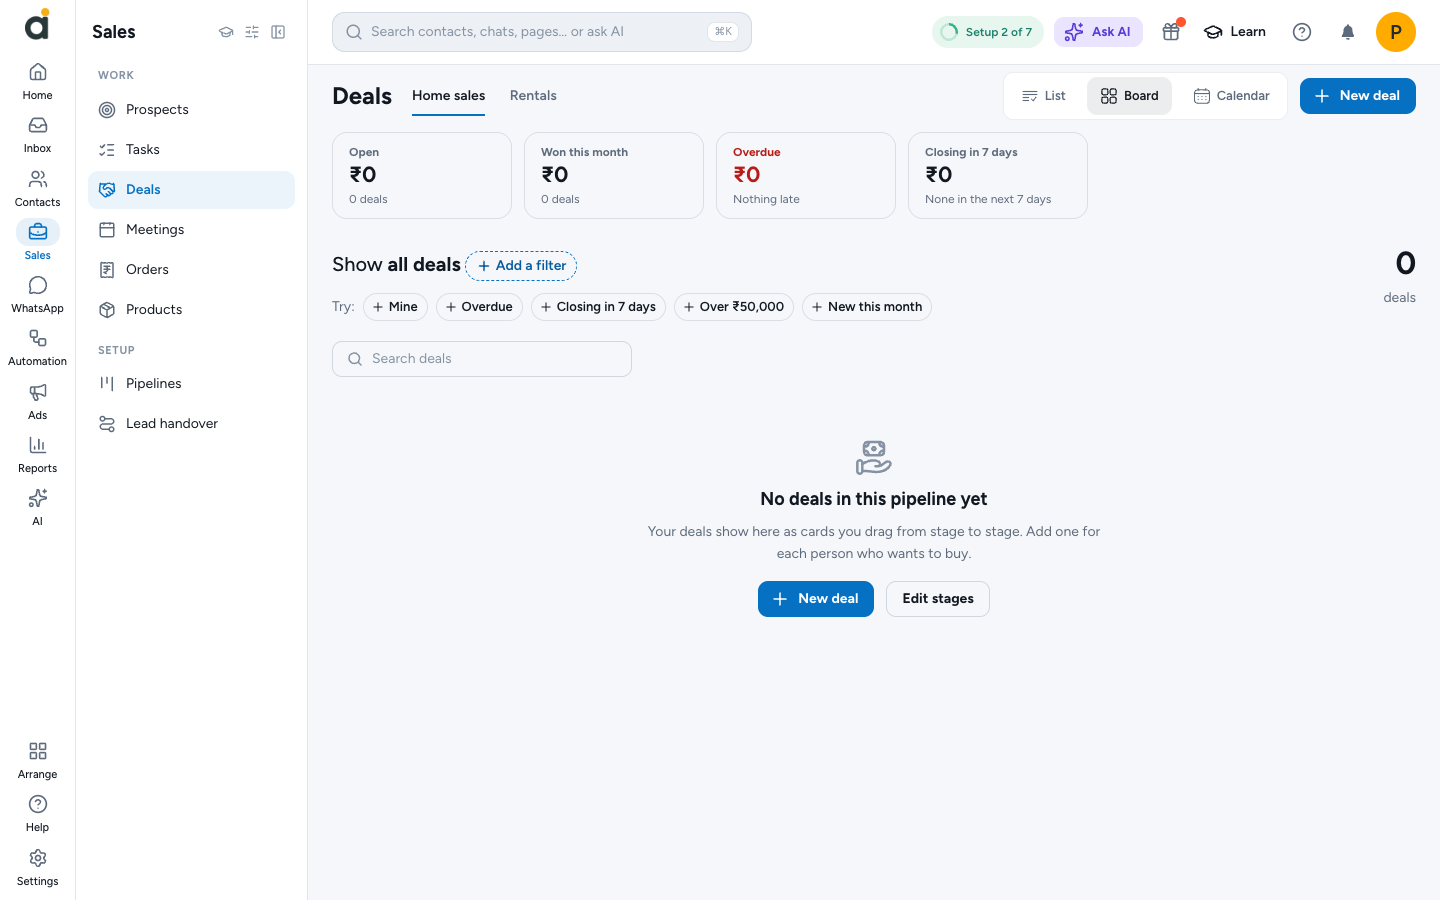 a
Home
Inbox
Contacts
Sales
WhatsApp
Automation
Ads
Reports
AI
Arrange
Help
Settings
Sales
WORK
Prospects
Tasks
Deals
Meetings
Orders
Products
SETUP
Pipelines
Lead handover
Search contacts, chats, pages... or ask AI
⌘K
Setup 2 of 7
Ask AI
Learn
P
Deals
Home sales
Rentals
List
Board
Calendar
New deal
Open
₹0
0 deals
Won this month
₹0
0 deals
Overdue
₹0
Nothing late
Closing in 7 days
₹0
None in the next 7 days
Show all deals
+ Add a filter
0
deals
Try:
+ Mine
+ Overdue
+ Closing in 7 days
+ Over ₹50,000
+ New this month
Search deals
No deals in this pipeline yet
Your deals show here as cards you drag from stage to stage. Add one for
each person who wants to buy.
New deal
Edit stages